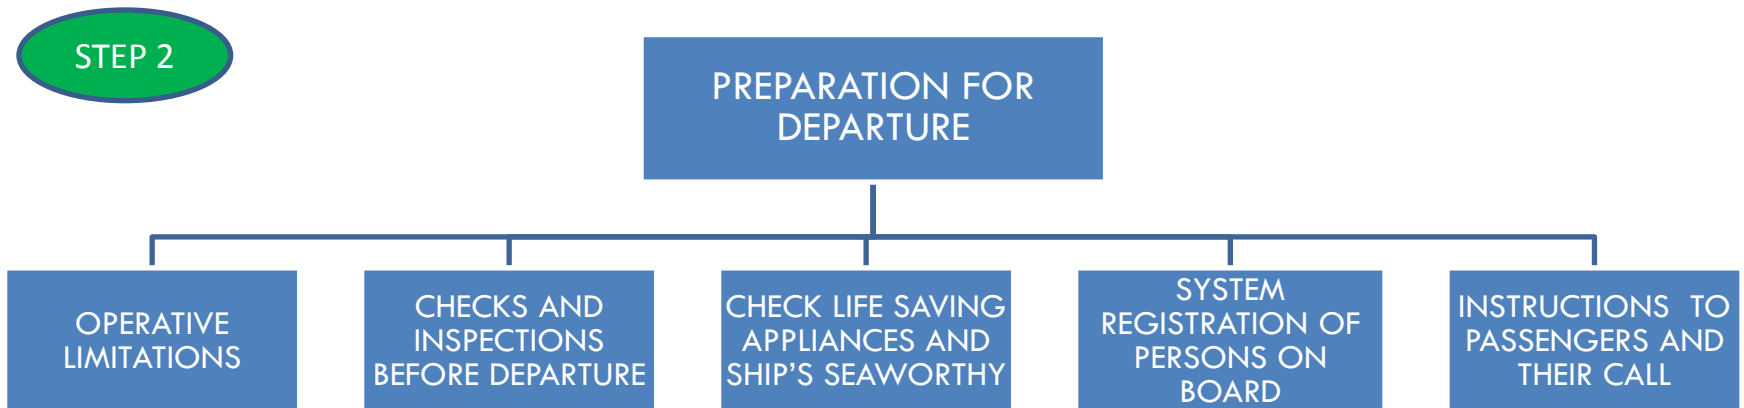 STEP 2
PREPARATION FOR
DEPARTURE
OPERATIVE
LIMITATIONS
CHECKS AND
INSPECTIONS
BEFORE DEPARTURE
CHECK LIFE SAVING
APPLIANCES AND
SHIP’S SEAWORTHY
SYSTEM
REGISTRATION OF
PERSONS ON
BOARD
INSTRUCTIONS TO
PASSENGERS AND
THEIR CALL